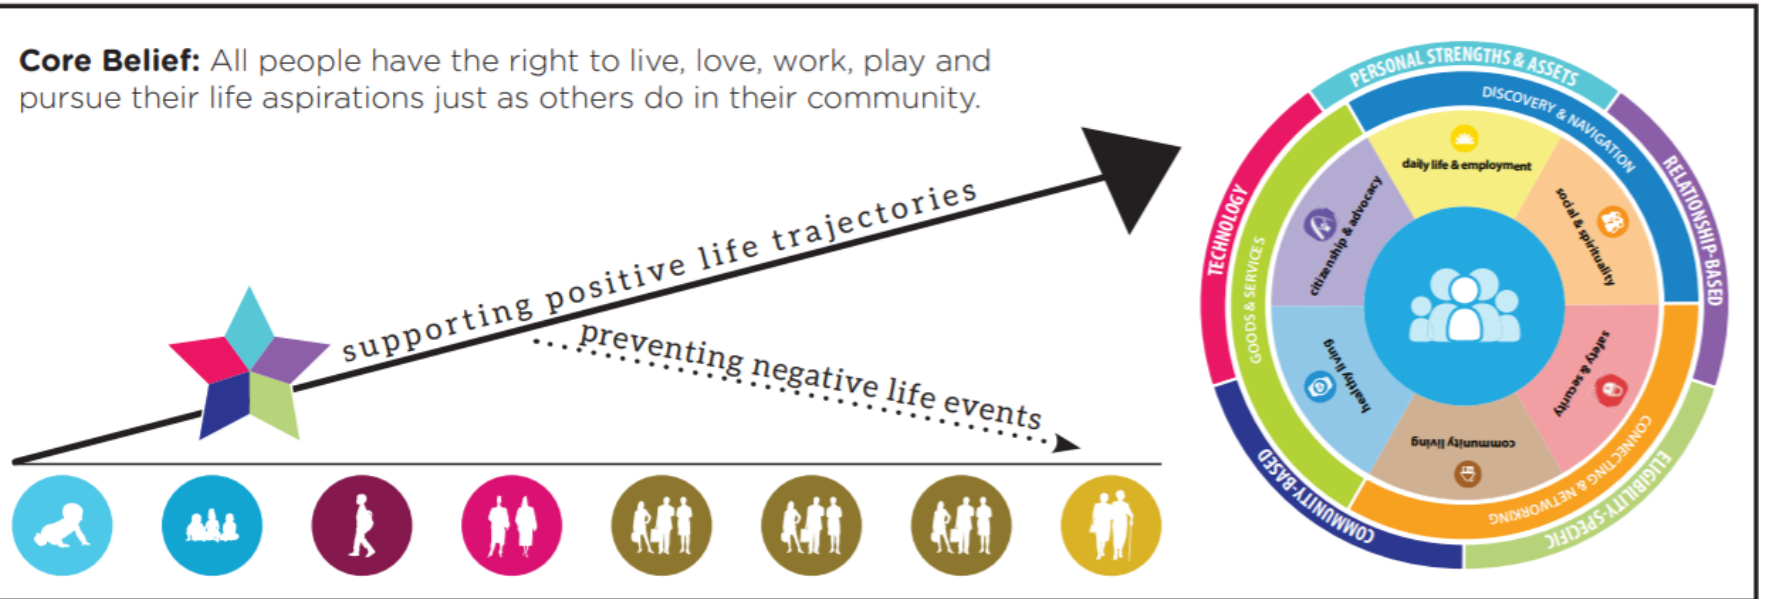 Core Belief: All people have the right to live, love, work, play and
pursue their life aspirations just as others do in their community.
supporting positive life trajectories
preventing negative life events
PERSONAL STRENGTHS & ASSETS
RELATIONSHIP-BASED
ELIGIBILITY-SPECIFIC
COMMUNITY-BASED
TECHNOLOGY
DISCOVERY & NAVIGATION
CONNECTING & NETWORKING
GOODS & SERVICES
daily life & employment
social & spirituality
safety & security
community living
healthy living
citizenship & advocacy